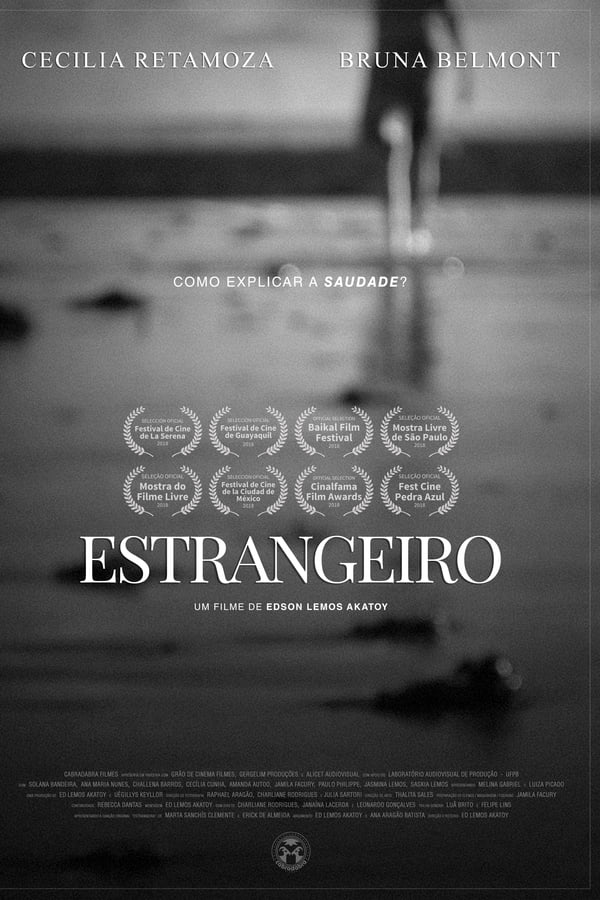 CECILIA RETAMOZA BRUNA BELMONT
COMO EXPLICAR A SAUDADE?
SELECCIÓN OFICIAL
Festival de Cine
de La Serena
2018
SELECCIÓN OFICIAL
Festival de Cine
de Guayaquil
2018
OFFICIAL SELECTION
Baikal Film
Festival
2018
SELEÇÃO OFICIAL
Mostra Livre
de São Paulo
2018
SELEÇÃO OFICIAL
Mostra do
Filme Livre
2018
SELECCIÓN OFICIAL
Festival de Cine
de la Ciudad de
México
2018
OFFICIAL SELECTION
Cinalfama
Film Awards
2018
SELEÇÃO OFICIAL
Fest Cine
Pedra Azul
2018
ESTRANGEIRO
UM FILME DE EDSON LEMOS AKATOY
CABRADABRA FILMES GRÃO DE CINEMA FILMES, GERGELIM PRODUÇÕES E ALICET AUDIOVISUAL LABORATÓRIO AUDIOVISUAL DE PRODUÇÃO - UFPB
SOLANA BANDEIRA, ANA MARIA NUNES, CHALLENA BARROS, CECÍLIA CUNHA, AMANDA AUTOO, JAMILA FACURY, PAULO PHILIPPE, JASMINA LEMOS, SASKIA LEMOS MELINA GABRIEL E LUIZA PICADO
ED LEMOS AKATOY E UÉGILLYS KEYLLOR RAPHAEL ARAGÃO, CHARLIANE RODRIGUES E JULIA SARTORI THALITA SALES JAMILA FACURY
REBECCA DANTAS ED LEMOS AKATOY CHARLIANE RODRIGUES, JANAÍNA LACERDA E LEONARDO GONÇALVES LUÃ BRITO E FELIPE LINS
MARTA SANCHÍS CLEMENTE E ERICK DE ALMEIDA ED LEMOS AKATOY E ANA ARAGÃO BATISTA ED LEMOS AKATOY